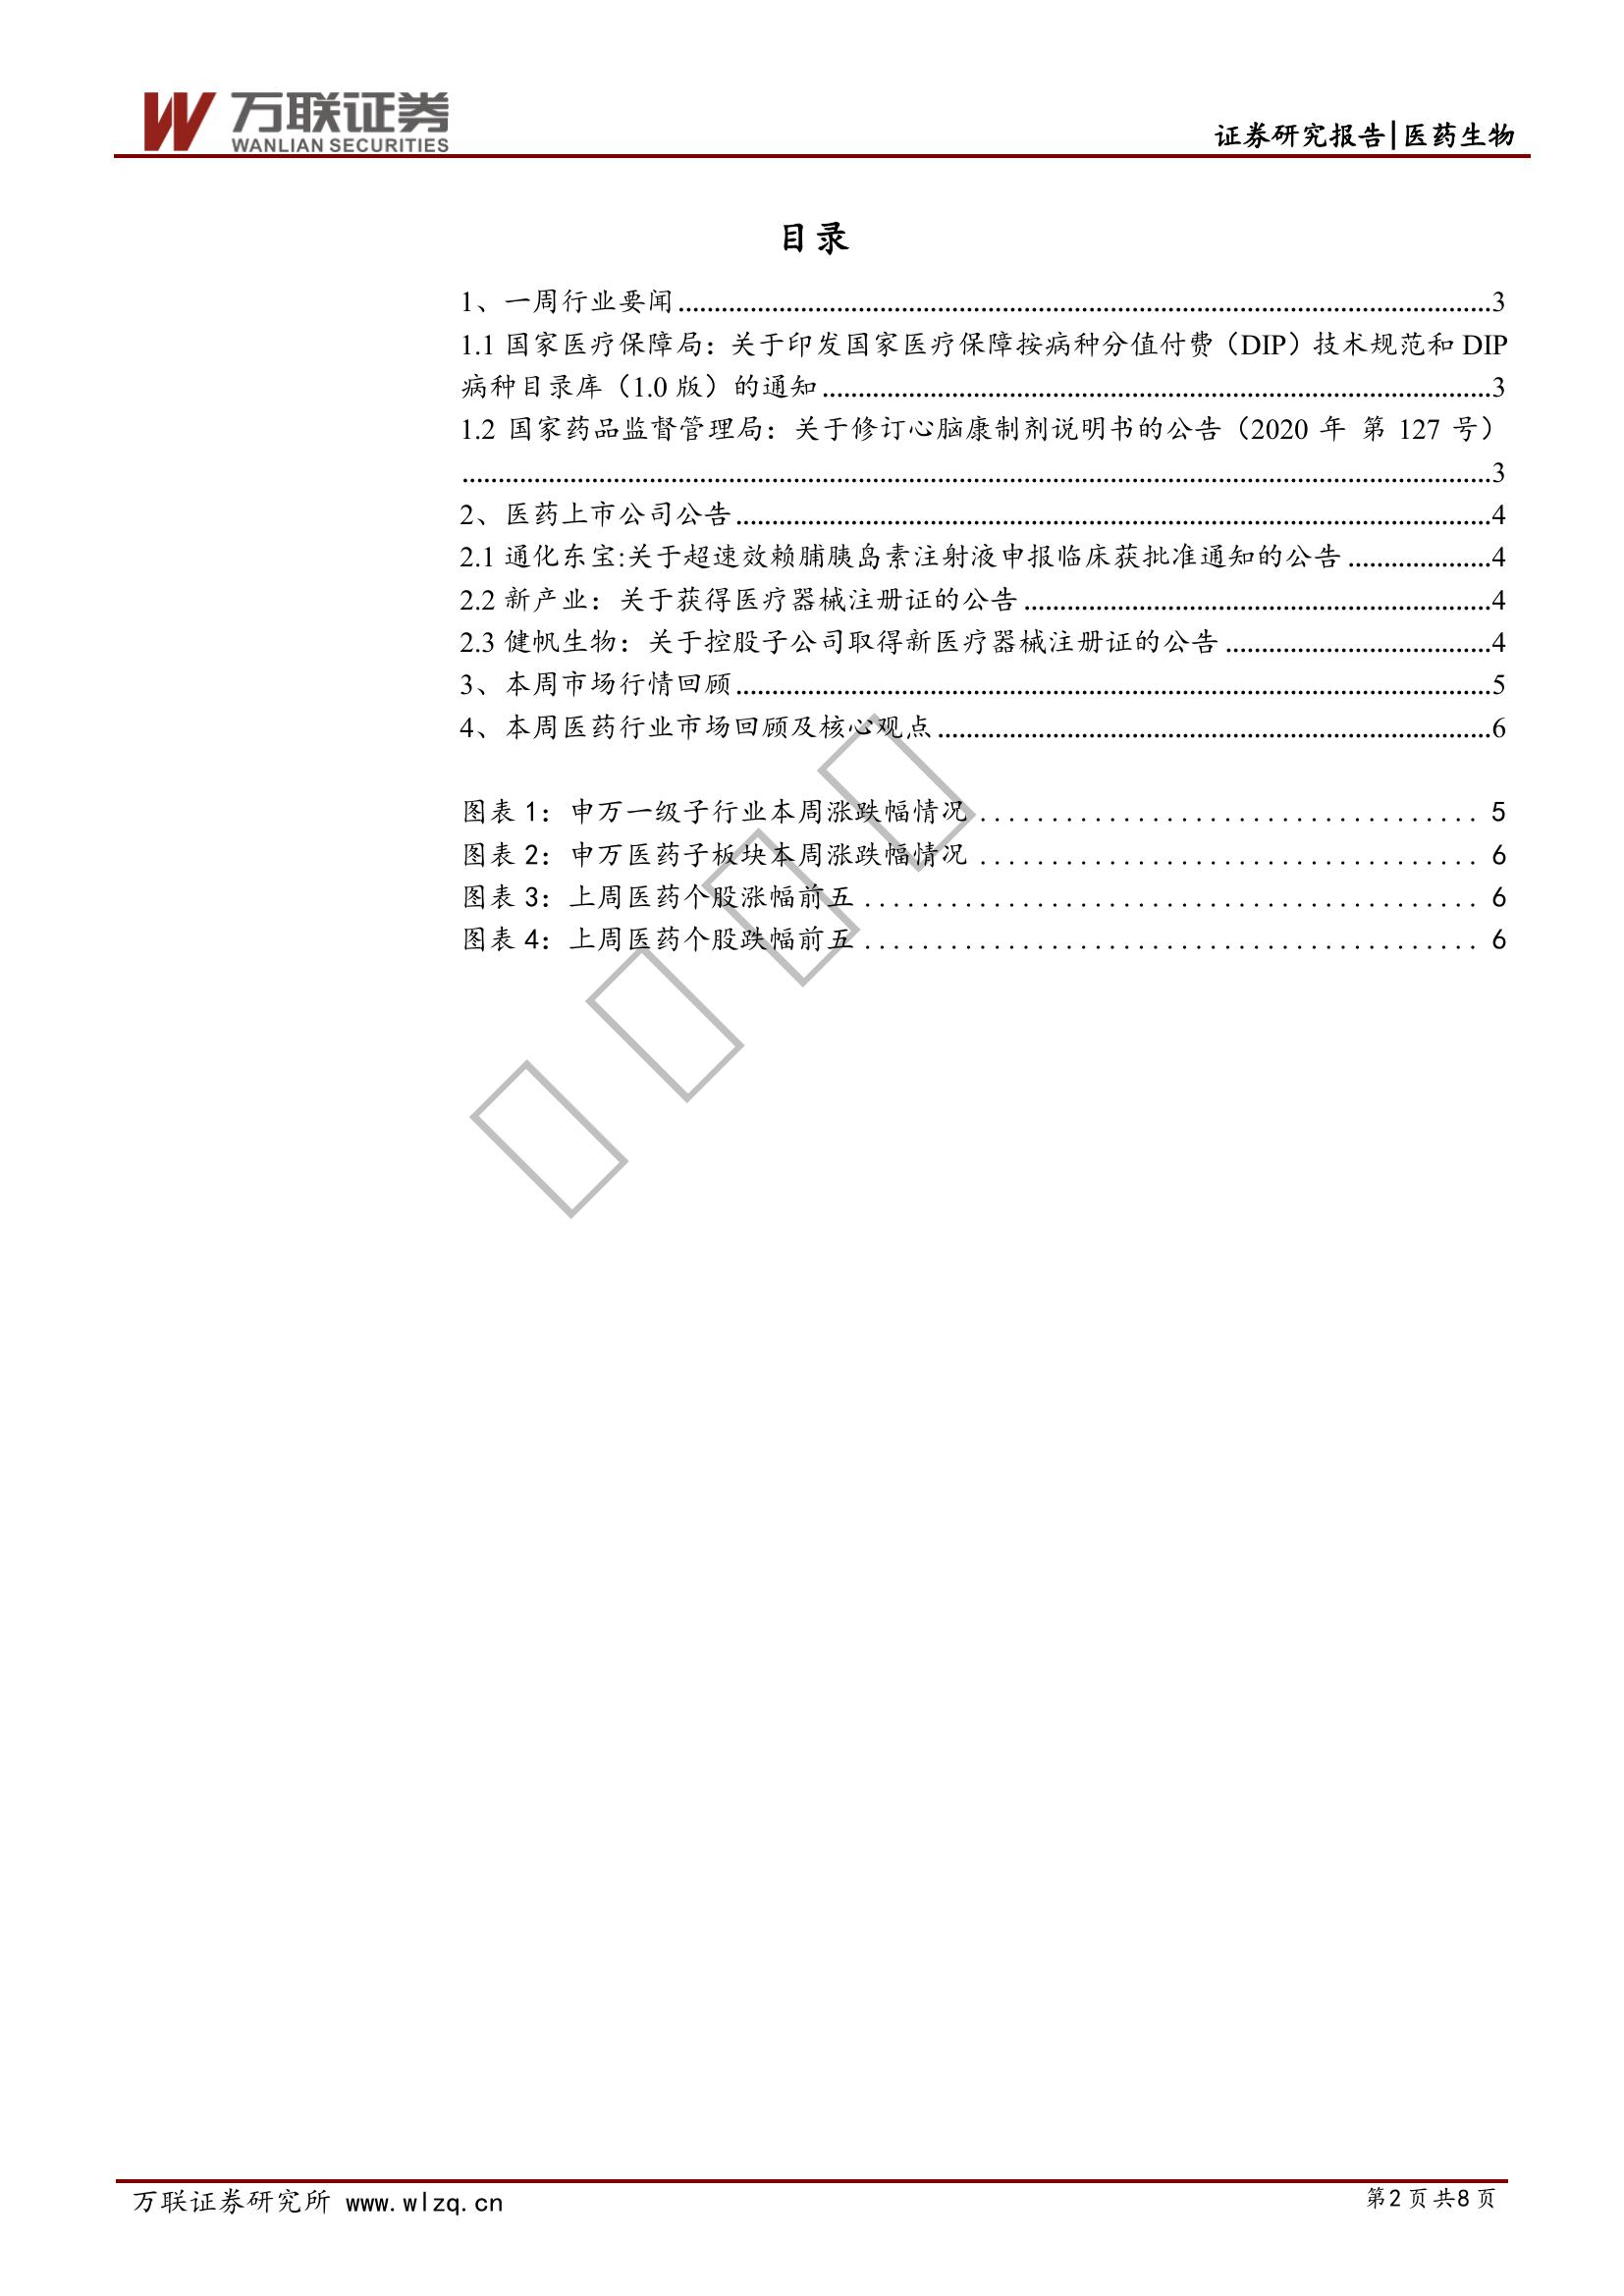 万联证券
WANLIAN SECURITIES
证券研究报告|医药生物
目录
1、一周行业要闻................................................................................................................3
1.1 国家医疗保障局：关于印发国家医疗保障按病种分值付费（DIP）技术规范和 DIP
病种目录库（1.0 版）的通知............................................................................................3
1.2 国家药品监督管理局：关于修订心脑康制剂说明书的公告（2020 年 第 127 号）
..............................................................................................................................................3
2、医药上市公司公告........................................................................................................4
2.1 通化东宝:关于超速效赖脯胰岛素注射液申报临床获批准通知的公告....................4
2.2 新产业：关于获得医疗器械注册证的公告................................................................4
2.3 健帆生物：关于控股子公司取得新医疗器械注册证的公告.....................................4
3、本周市场行情回顾........................................................................................................5
4、本周医药行业市场回顾及核心观点............................................................................6
图表 1：申万一级子行业本周涨跌幅情况................................... 5
图表 2：申万医药子板块本周涨跌幅情况................................... 6
图表 3：上周医药个股涨幅前五........................................... 6
图表 4：上周医药个股跌幅前五........................................... 6
万联证券研究所 www.wlzq.cn
第2页共8页